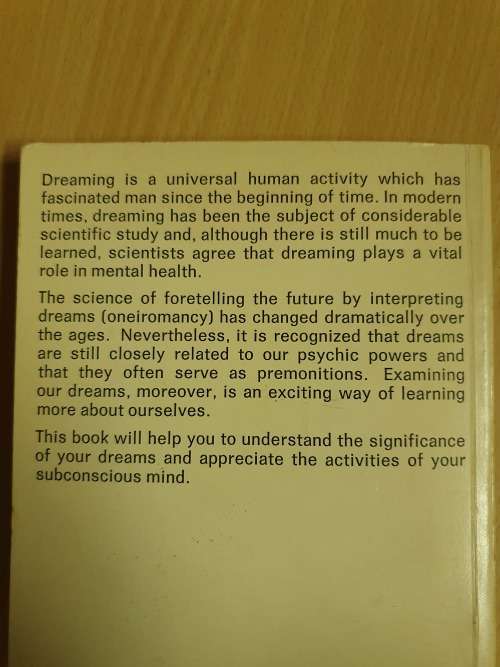 Dreaming is a universal human activity which has
fascinated man since the beginning of time. In modern
times, dreaming has been the subject of considerable
scientific study and, although there is still much to be
learned, scientists agree that dreaming plays a vital
role in mental health.
The science of foretelling the future by interpreting
dreams (oneiromancy) has changed dramatically over
the ages. Nevertheless, it is recognized that dreams
are still closely related to our psychic powers and
that they often serve as premonitions. Examining
our dreams, moreover, is an exciting way of learning
more about ourselves.
This book will help you to understand the significance
of your dreams and appreciate the activities of your
subconscious mind.